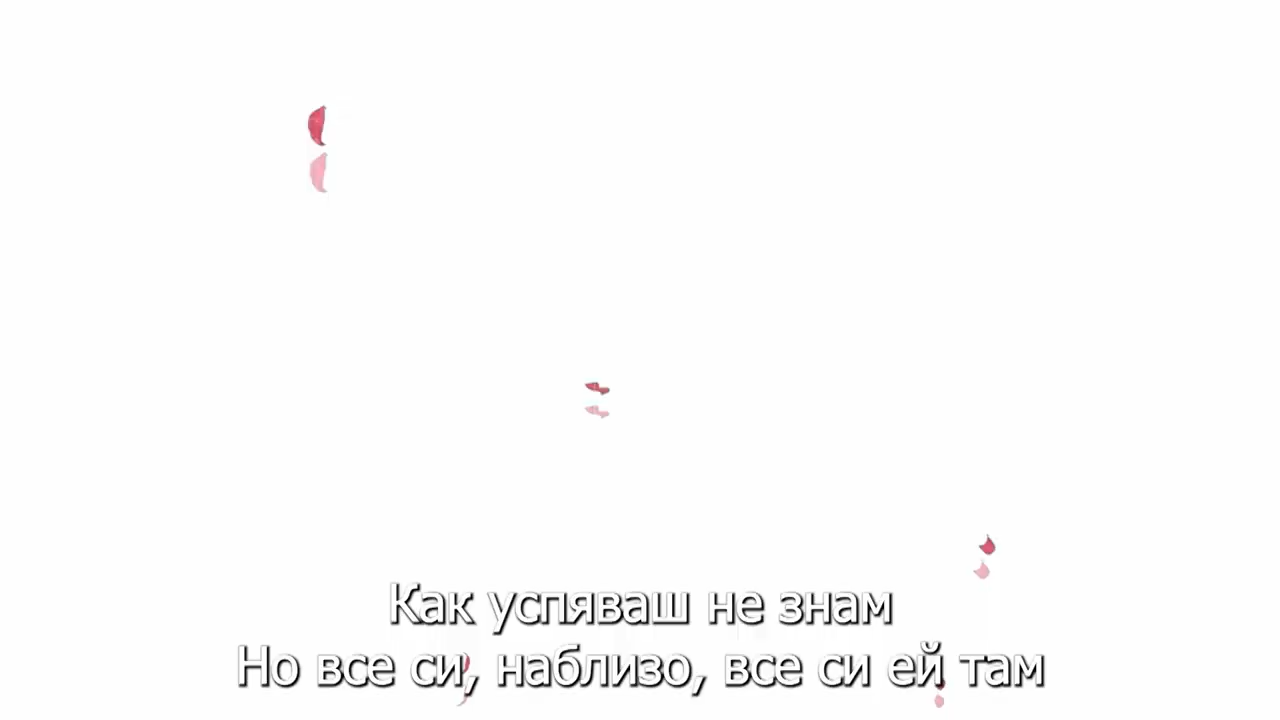 Как успяваш не знам
Но все си, наблизо, все си ей там